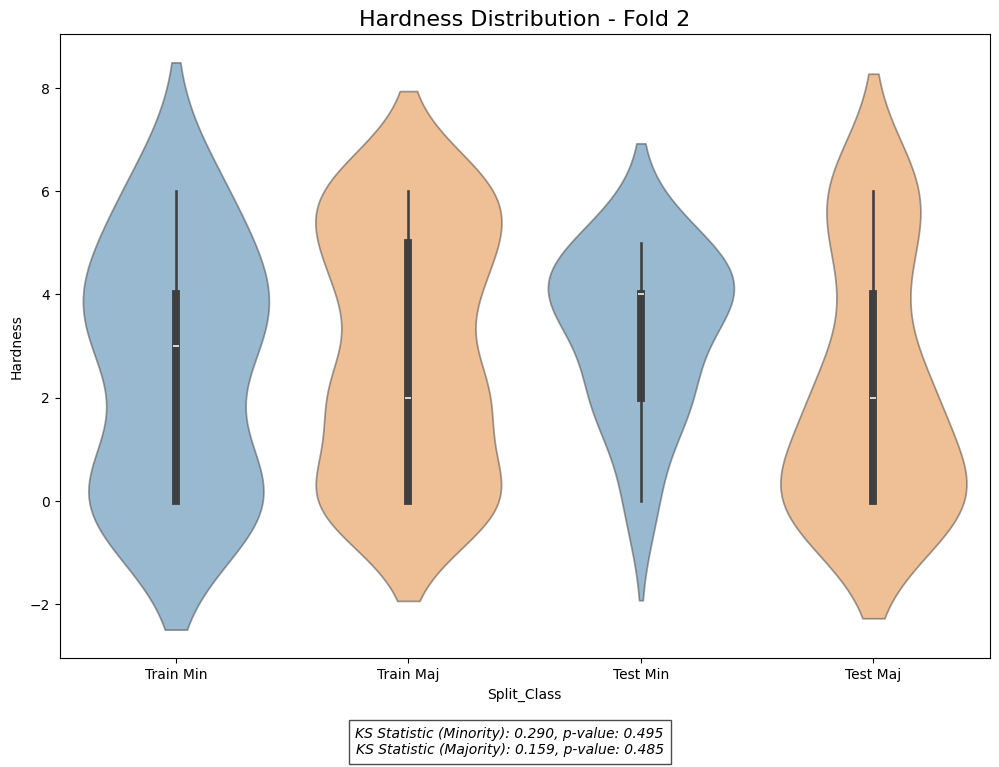 Hardness Distribution - Fold 2
8
6
4
2
0
−2
Hardness
Train Min
Train Maj
Test Min
Test Maj
Split_Class
KS Statistic (Minority): 0.290, p-value: 0.495
KS Statistic (Majority): 0.159, p-value: 0.485